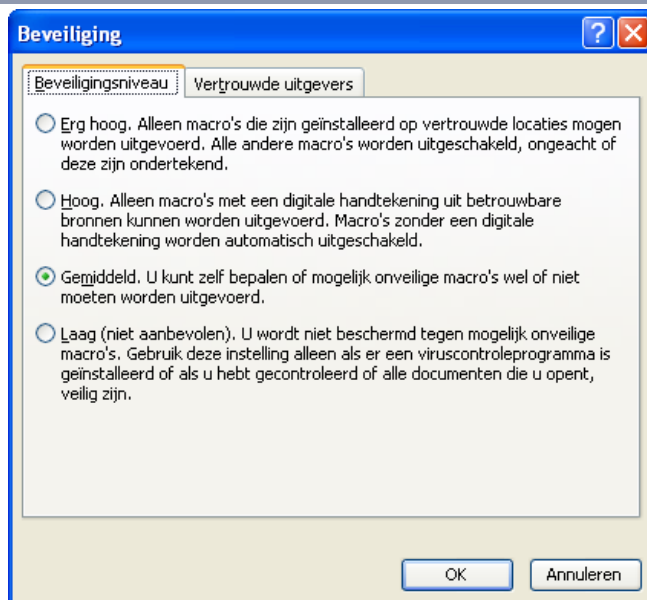 Beveiliging
Beveiligingsniveau
Vertrouwde uitgevers
Erg hoog. Alleen macro's die zijn geïnstalleerd op vertrouwde locaties mogen
worden uitgevoerd. Alle andere macro's worden uitgeschakeld, ongeacht of
deze zijn ondertekend.
Hoog. Alleen macro's met een digitale handtekening uit betrouwbare
bronnen kunnen worden uitgevoerd. Macro's zonder een digitale
handtekening worden automatisch uitgeschakeld.
Gemiddeld. U kunt zelf bepalen of mogelijk onveilige macro's wel of niet
moeten worden uitgevoerd.
Laag (niet aanbevolen). U wordt niet beschermd tegen mogelijk onveilige
macro's. Gebruik deze instelling alleen als er een viruscontroleprogramma is
geïnstalleerd of als u hebt gecontroleerd of alle documenten die u opent,
veilig zijn.
OK
Annuleren